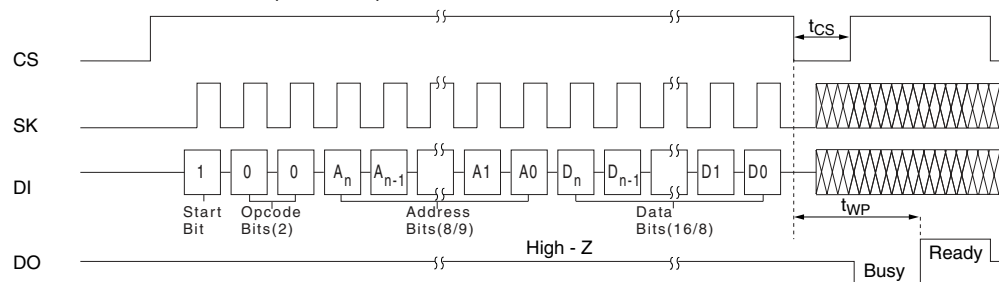 CS
tCS
SK
DI
1 0 0 An An-1 A1 A0 Dn Dn-1 D1 D0
Start Bit
Opcode Bits(2)
Address Bits(8/9)
Data Bits(16/8)
tWP
DO
High - Z
Busy
Ready